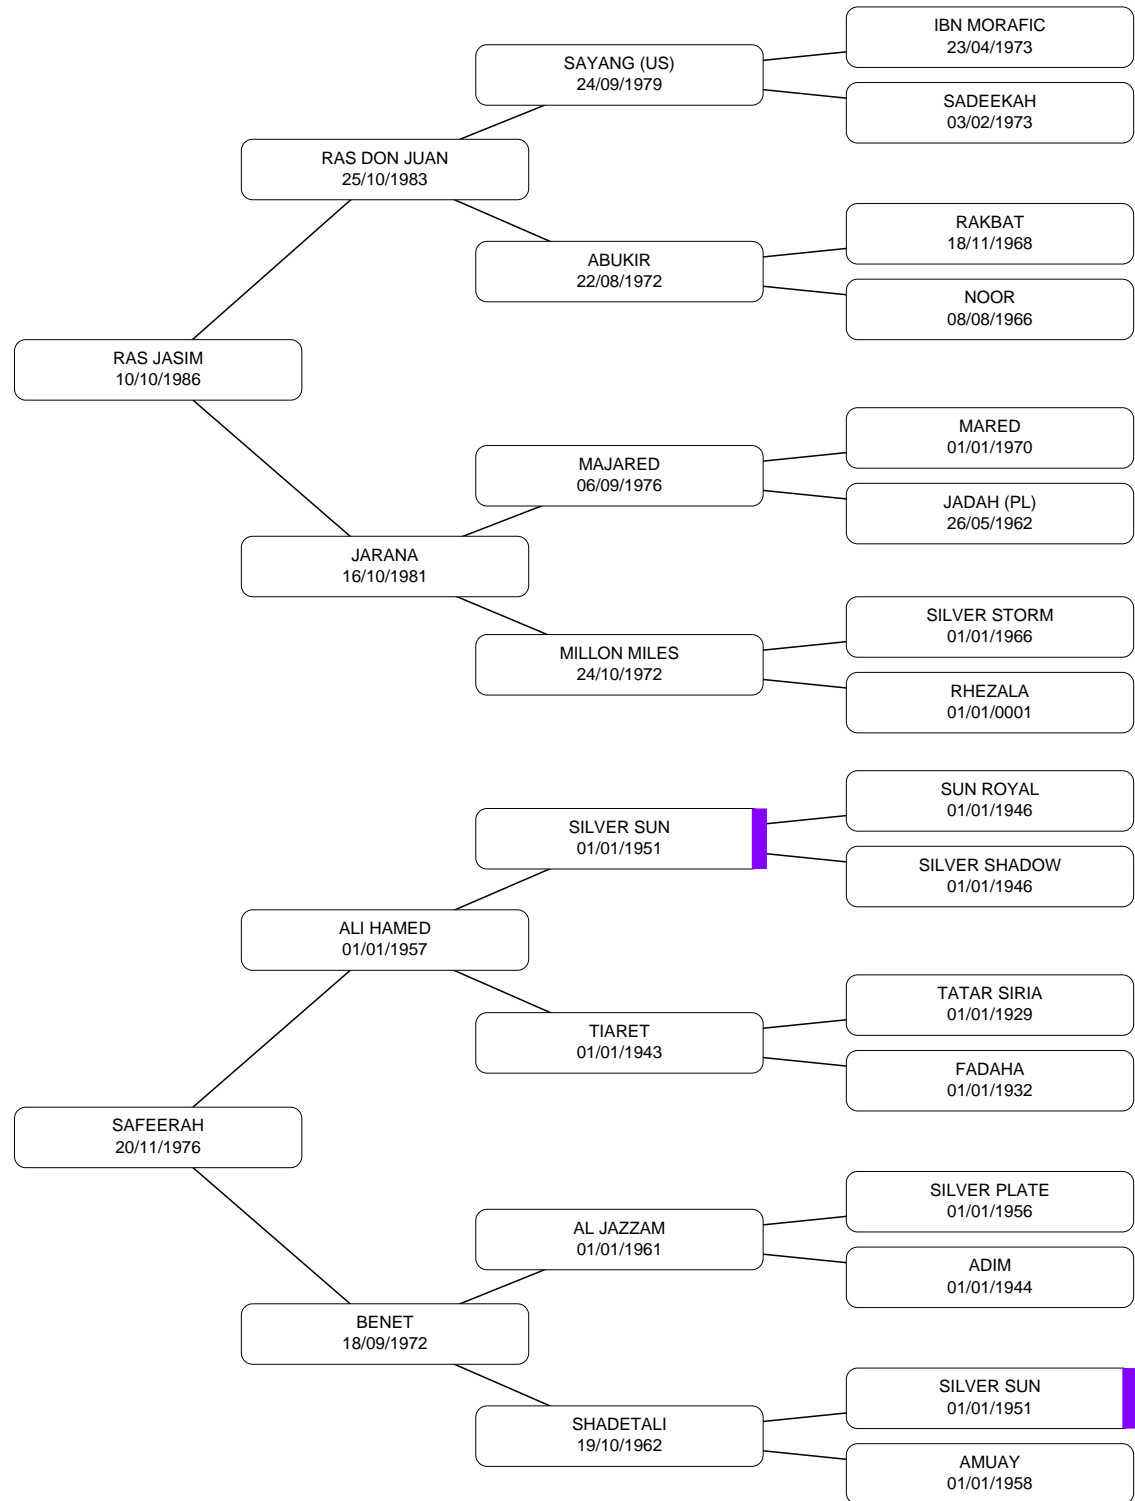 IBN MORAFIC
23/04/1973
SAYANG (US)
24/09/1979
SADEEKAH
03/02/1973
RAS DON JUAN
25/10/1983
RAKBAT
18/11/1968
ABUKIR
22/08/1972
NOOR
08/08/1966
RAS JASIM
10/10/1986
MARED
01/01/1970
MAJARED
06/09/1976
JADAH (PL)
26/05/1962
JARANA
16/10/1981
SILVER STORM
01/01/1966
MILLON MILES
24/10/1972
RHEZALA
01/01/0001
SUN ROYAL
01/01/1946
SILVER SUN
01/01/1951
SILVER SHADOW
01/01/1946
ALI HAMED
01/01/1957
TATAR SIRIA
01/01/1929
TIARET
01/01/1943
FADAHA
01/01/1932
SAFEERAH
20/11/1976
SILVER PLATE
01/01/1956
AL JAZZAM
01/01/1961
ADIM
01/01/1944
BENET
18/09/1972
SILVER SUN
01/01/1951
SHADETALI
19/10/1962
AMUAY
01/01/1958